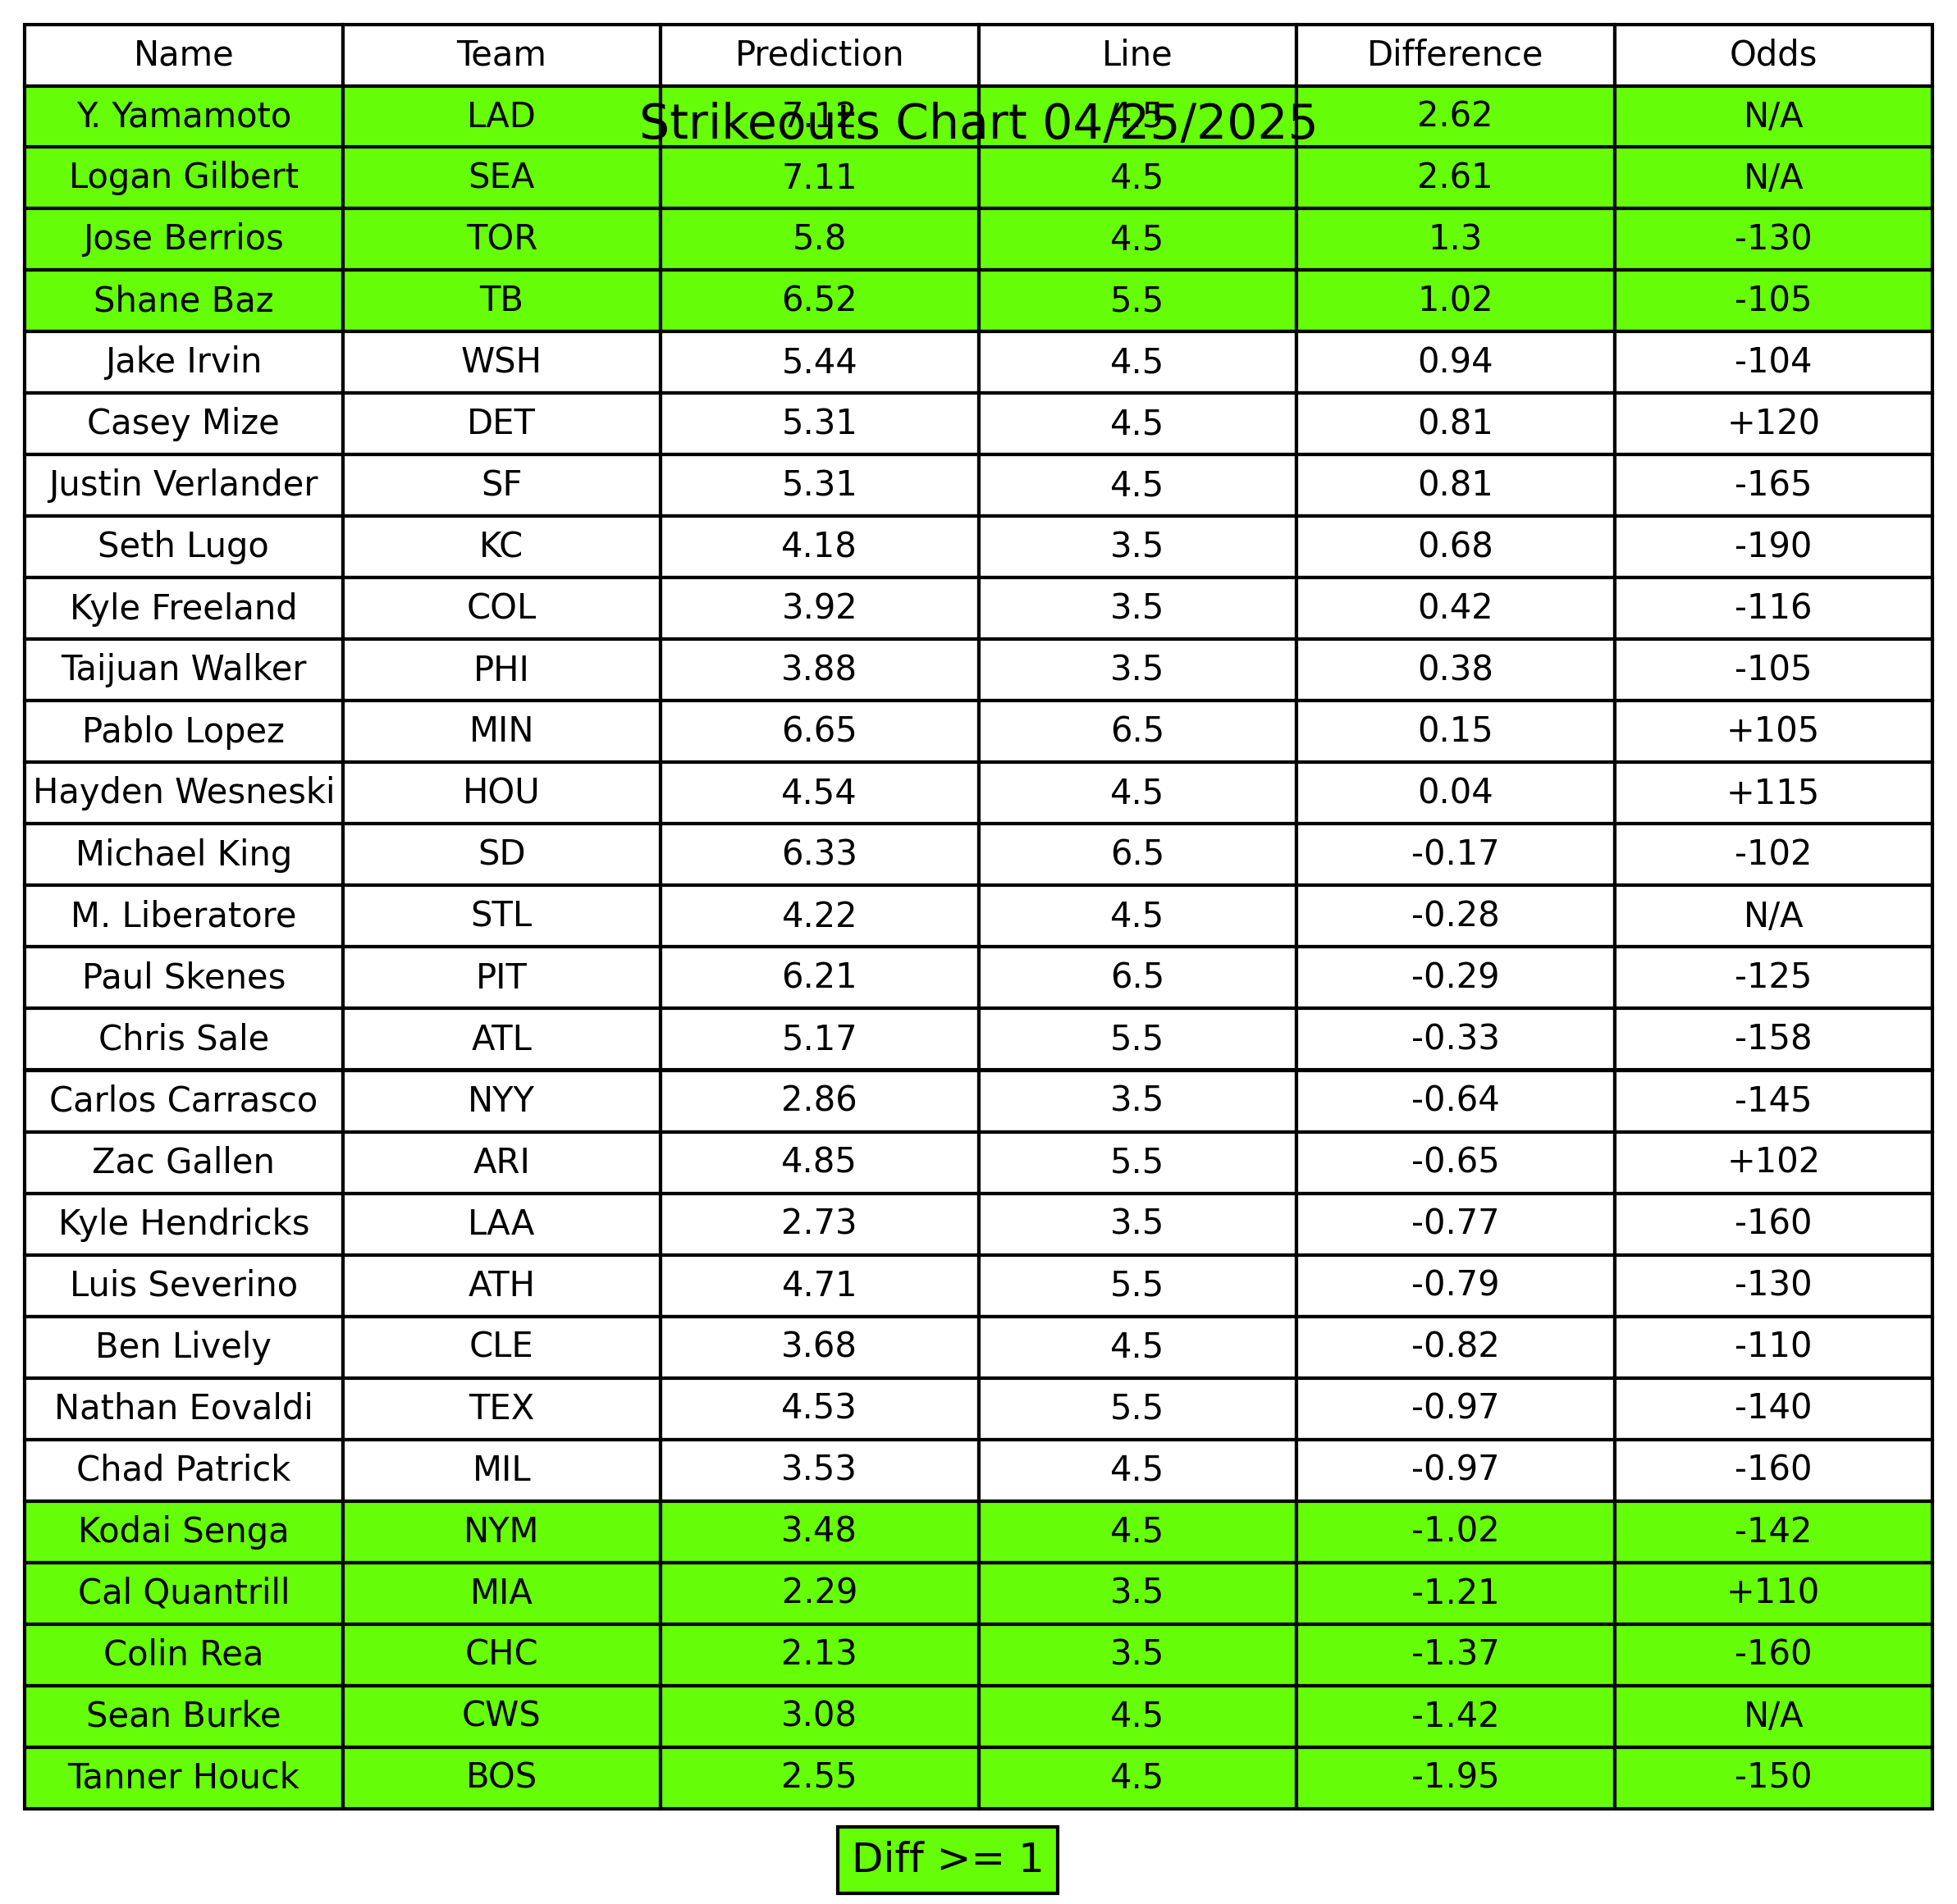 Name Team Prediction Line Difference Odds
Strikeouts Chart 04/25/2025
Y. Yamamoto LAD 7.12 4.5 2.62 N/A
Logan Gilbert SEA 7.11 4.5 2.61 N/A
Jose Berrios TOR 5.8 4.5 1.3 -130
Shane Baz TB 6.52 5.5 1.02 -105
Jake Irvin WSH 5.44 4.5 0.94 -104
Casey Mize DET 5.31 4.5 0.81 +120
Justin Verlander SF 5.31 4.5 0.81 -165
Seth Lugo KC 4.18 3.5 0.68 -190
Kyle Freeland COL 3.92 3.5 0.42 -116
Taijuan Walker PHI 3.88 3.5 0.38 -105
Pablo Lopez MIN 6.65 6.5 0.15 +105
Hayden Wesneski HOU 4.54 4.5 0.04 +115
Michael King SD 6.33 6.5 -0.17 -102
M. Liberatore STL 4.22 4.5 -0.28 N/A
Paul Skenes PIT 6.21 6.5 -0.29 -125
Chris Sale ATL 5.17 5.5 -0.33 -158
Carlos Carrasco NYY 2.86 3.5 -0.64 -145
Zac Gallen ARI 4.85 5.5 -0.65 +102
Kyle Hendricks LAA 2.73 3.5 -0.77 -160
Luis Severino ATH 4.71 5.5 -0.79 -130
Ben Lively CLE 3.68 4.5 -0.82 -110
Nathan Eovaldi TEX 4.53 5.5 -0.97 -140
Chad Patrick MIL 3.53 4.5 -0.97 -160
Kodai Senga NYM 3.48 4.5 -1.02 -142
Cal Quantrill MIA 2.29 3.5 -1.21 +110
Colin Rea CHC 2.13 3.5 -1.37 -160
Sean Burke CWS 3.08 4.5 -1.42 N/A
Tanner Houck BOS 2.55 4.5 -1.95 -150
Diff >= 1